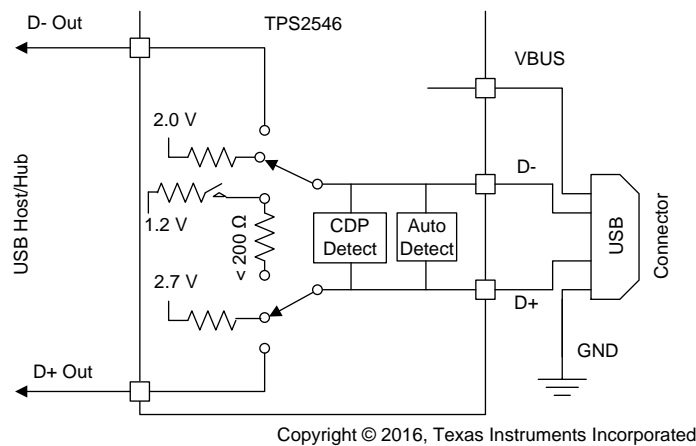 D- Out
TPS2546
VBUS
2.0 V
D-
1.2 V
< 200 Ω
CDP
Detect
Auto
Detect
USB Host/Hub
USB
Connector
2.7 V
D+
GND
D+ Out
Copyright © 2016, Texas Instruments Incorporated